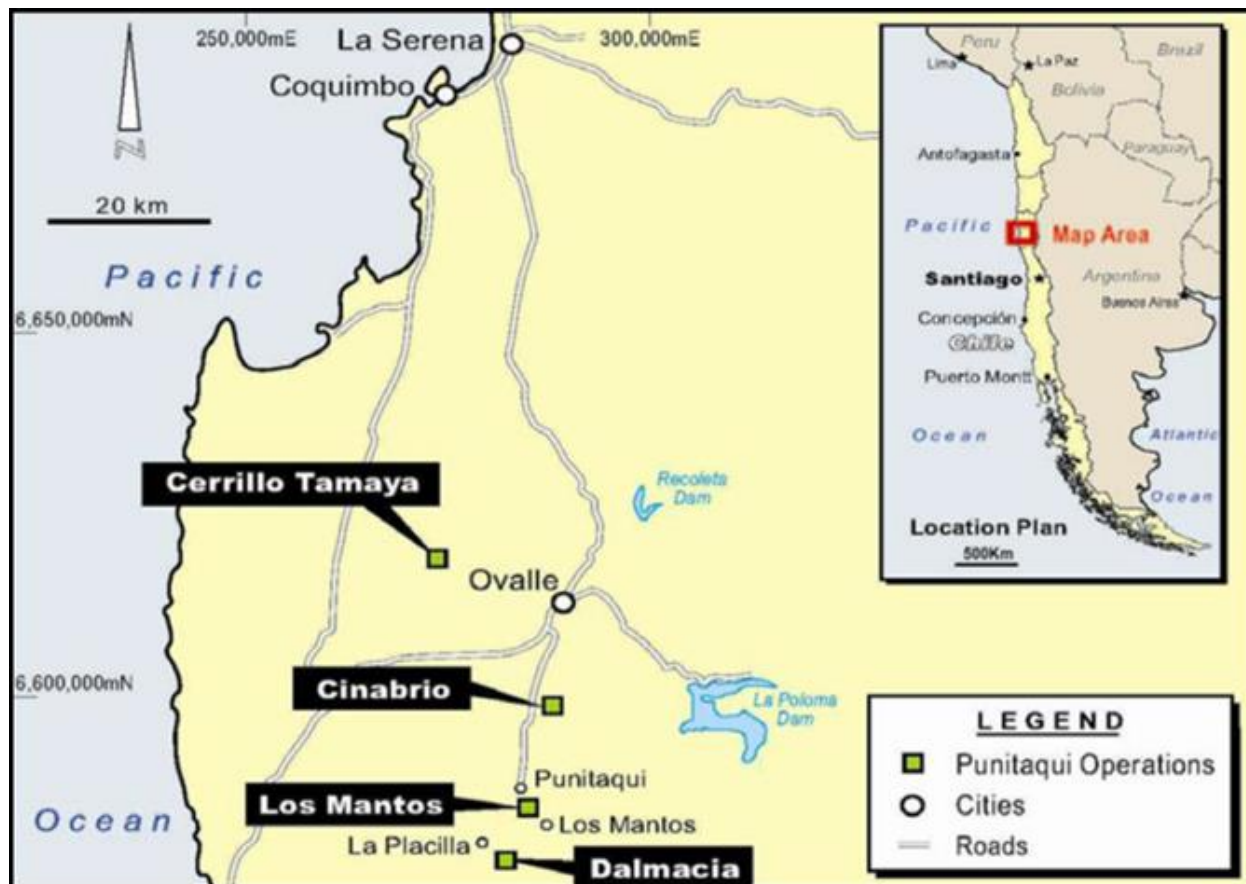 250,000mE
300,000mE
La Serena
Coquimbo
N
20 km
Pacific
6,650,000mN
Cerrillo Tamaya
Recoleta
Dam
Ovalle
6,600,000mN
Cinabrio
La Poloma
Dam
Punitaqui
Los Mantos
Los Mantos
Ocean
La Placilla
Dalmacia
Peru
Brazil
Lima
La Paz
Bolivia
Paraguay
Antofagasta
Pacific
Map Area
Santiago
Argentina
Buenos Aires
Concepción
Chile
Puerto Montt
Ocean
Atlantic
Ocean
Location Plan
500Km
LEGEND
Punitaqui Operations
Cities
Roads